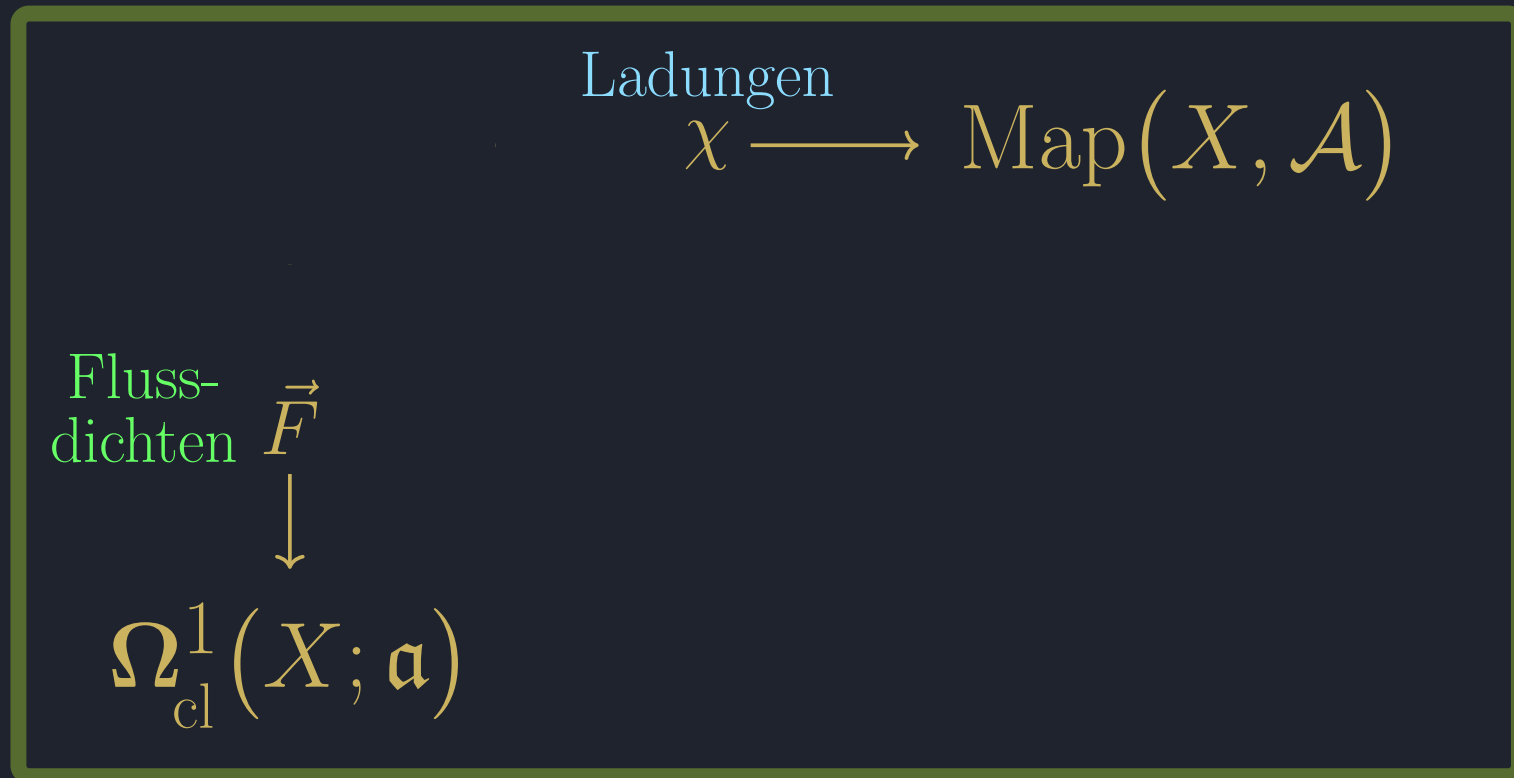 Ladungen
χ ⟶ Map(X, 𝒜)
Fluss-
dichten F⃗
↓
Ω¹_cl(X; 𝔞)